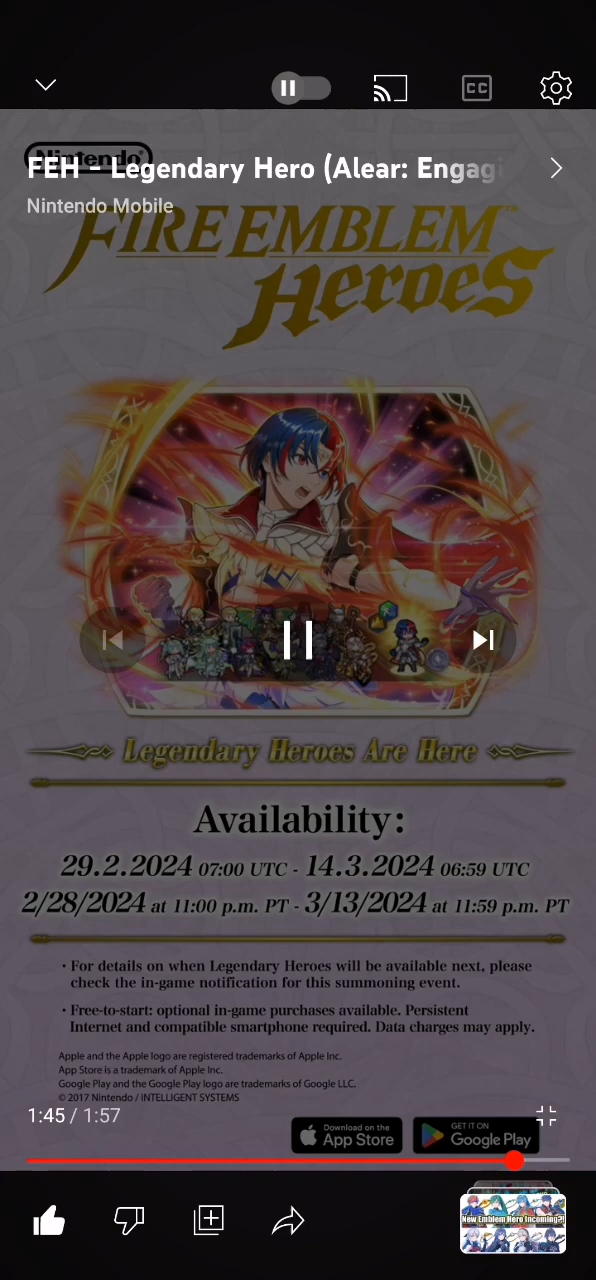 CC
Nintendo
FEH - Legendary Hero (Alear: Engagi
Nintendo Mobile
FIRE EMBLEM™
Heroes
Legendary Heroes Are Here
Availability:
29.2.2024 07:00 UTC - 14.3.2024 06:59 UTC
2/28/2024 at 11:00 p.m. PT - 3/13/2024 at 11:59 p.m. PT
· For details on when Legendary Heroes will be available next, please
check the in-game notification for this summoning event.
· Free-to-start: optional in-game purchases available. Persistent
Internet and compatible smartphone required. Data charges may apply.
Apple and the Apple logo are registered trademarks of Apple Inc.
App Store is a trademark of Apple Inc.
Google Play and the Google Play logo are trademarks of Google LLC.
© 2017 Nintendo / INTELLIGENT SYSTEMS
1:45 / 1:57
Download on the
App Store
GET IT ON
Google Play
New Emblem Hero Incoming?!